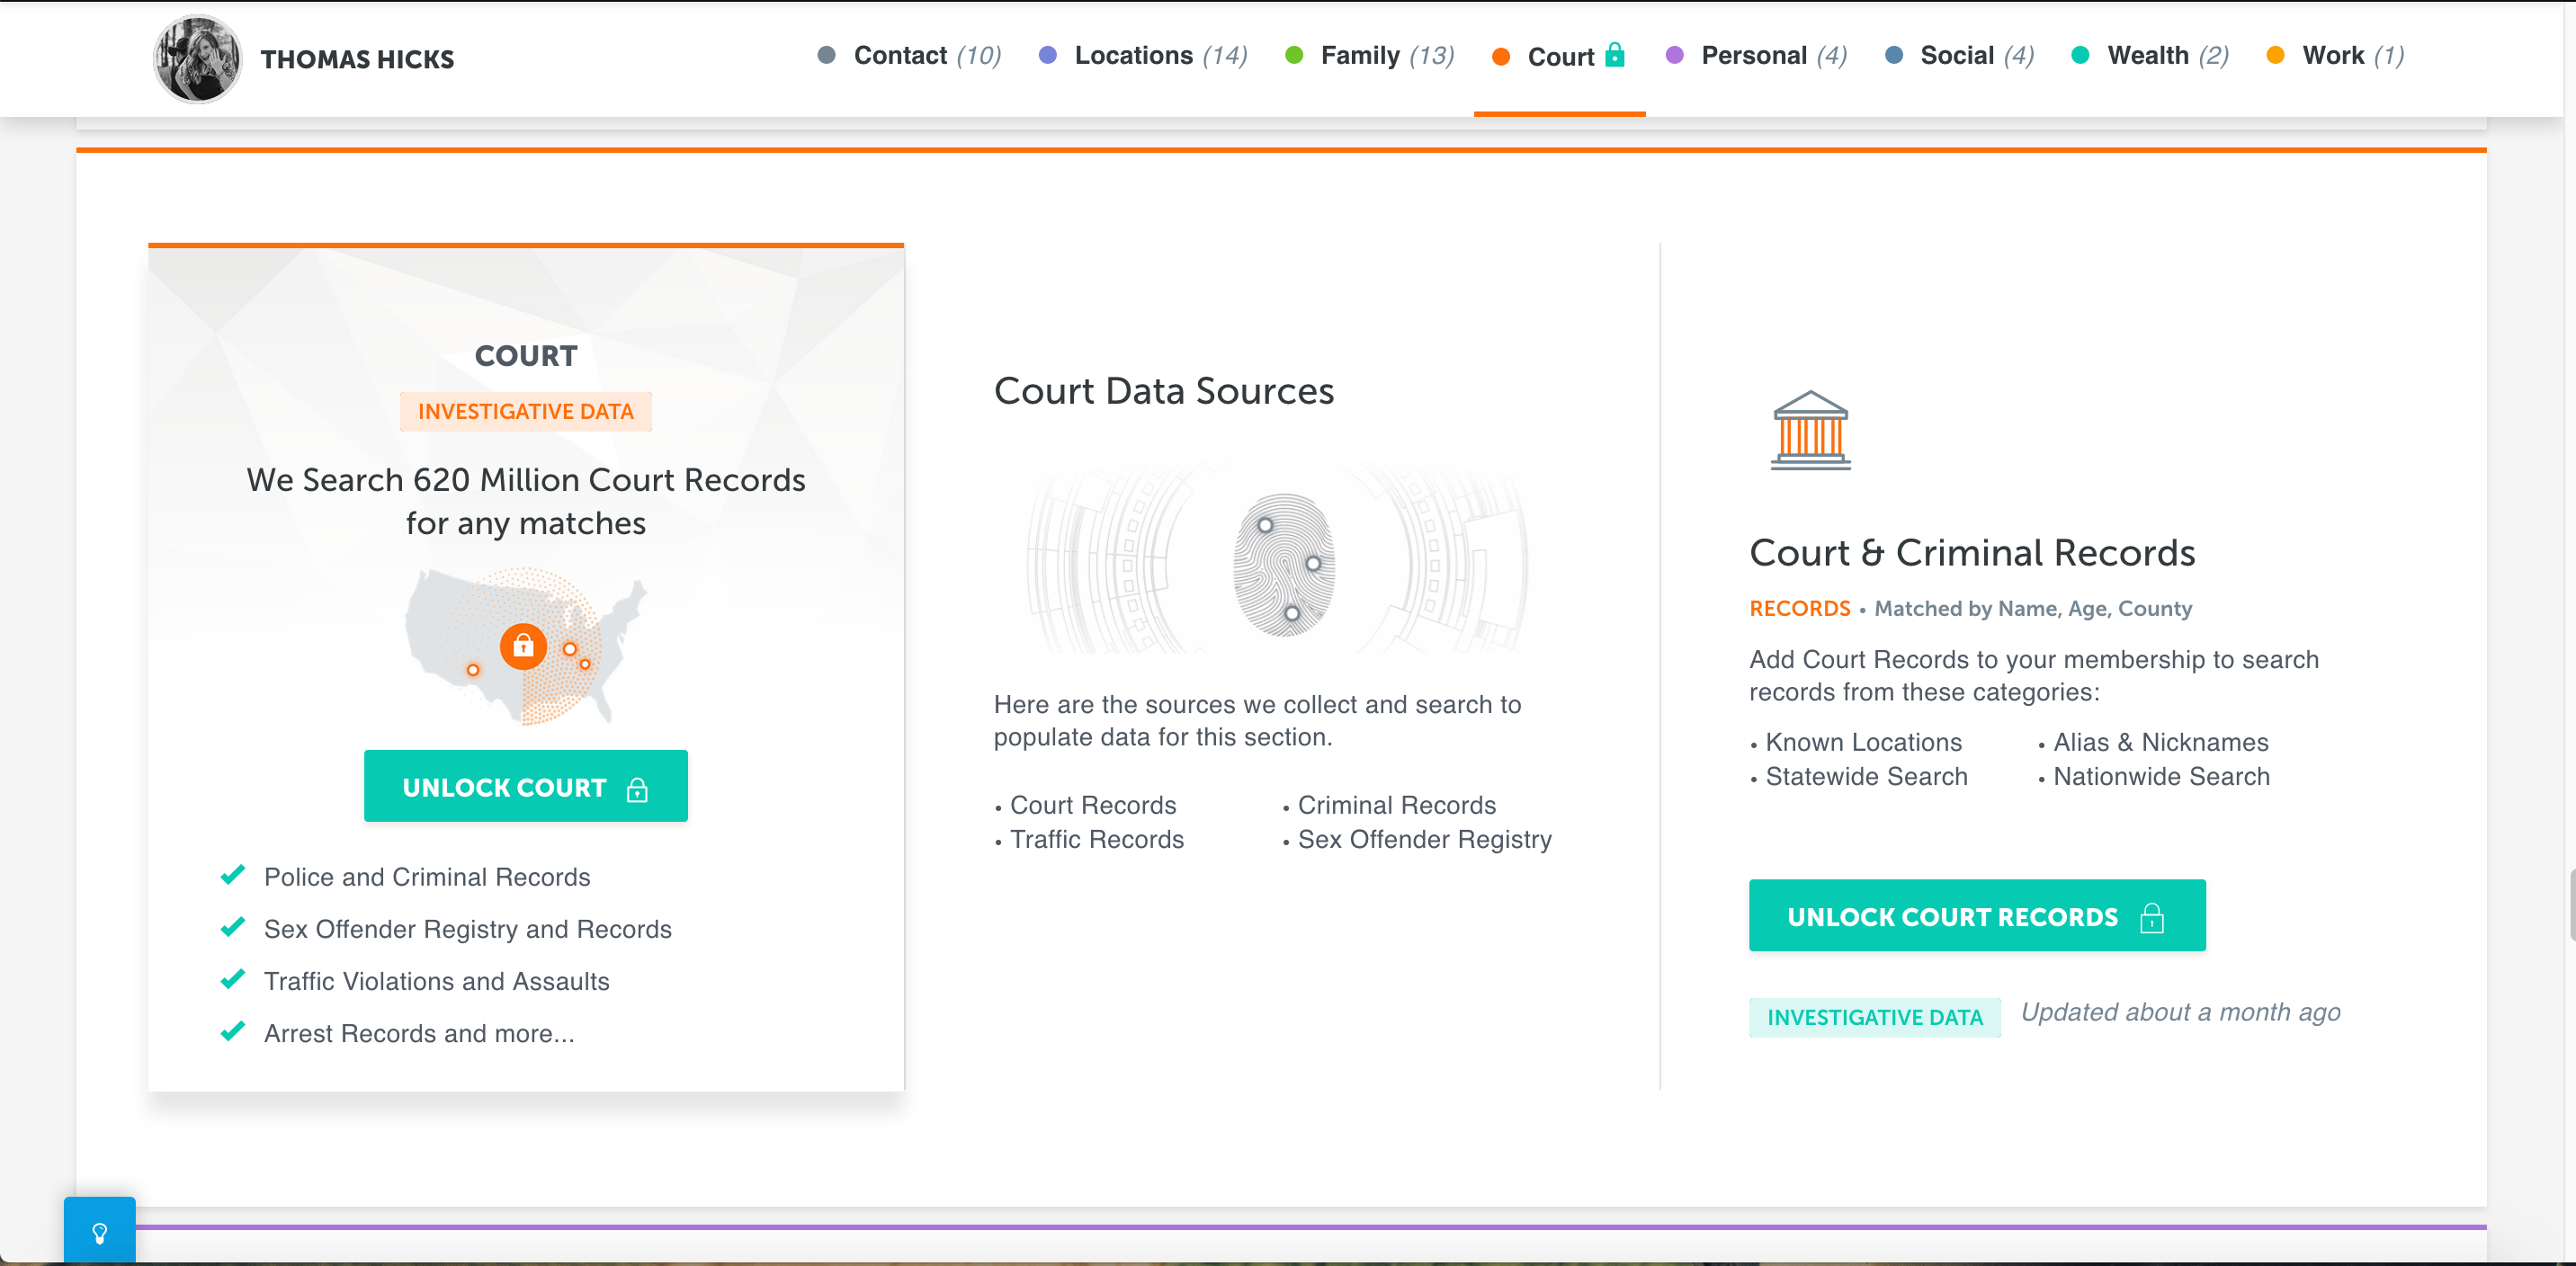 THOMAS HICKS
Contact (10)
Locations (14)
Family (13)
Court
Personal (4)
Social (4)
Wealth (2)
Work (1)
COURT
INVESTIGATIVE DATA
We Search 620 Million Court Records
for any matches
UNLOCK COURT
Police and Criminal Records
Sex Offender Registry and Records
Traffic Violations and Assaults
Arrest Records and more...
Court Data Sources
Here are the sources we collect and search to
populate data for this section.
• Court Records
• Criminal Records
• Traffic Records
• Sex Offender Registry
Court & Criminal Records
RECORDS • Matched by Name, Age, County
Add Court Records to your membership to search
records from these categories:
• Known Locations
• Alias & Nicknames
• Statewide Search
• Nationwide Search
UNLOCK COURT RECORDS
INVESTIGATIVE DATA
Updated about a month ago